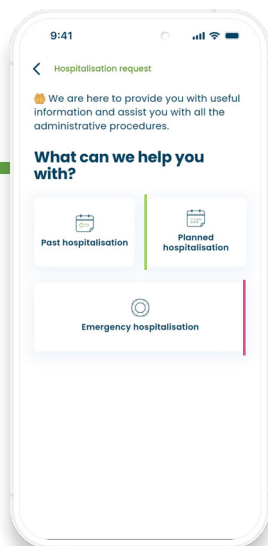 9:41
Hospitalisation request
🤲 We are here to provide you with useful
information and assist you with all the
administrative procedures.
What can we help you
with?
Past hospitalisation
Planned
hospitalisation
Emergency hospitalisation